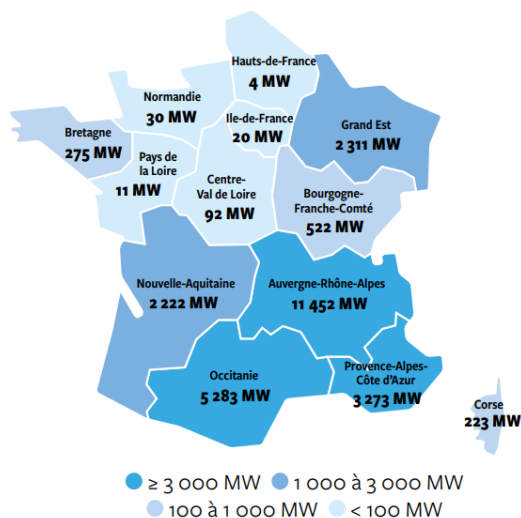 Hauts-de-France
4 MW
Normandie
30 MW
Ile-de-France
20 MW
Grand Est
2 311 MW
Bretagne
275 MW
Pays de
la Loire
11 MW
Centre-
Val de Loire
92 MW
Bourgogne-
Franche-Comté
522 MW
Nouvelle-Aquitaine
2 222 MW
Auvergne-Rhône-Alpes
11 452 MW
Occitanie
5 283 MW
Provence-Alpes-
Côte d'Azur
3 273 MW
Corse
223 MW
≥ 3 000 MW
1 000 à 3 000 MW
100 à 1 000 MW
< 100 MW